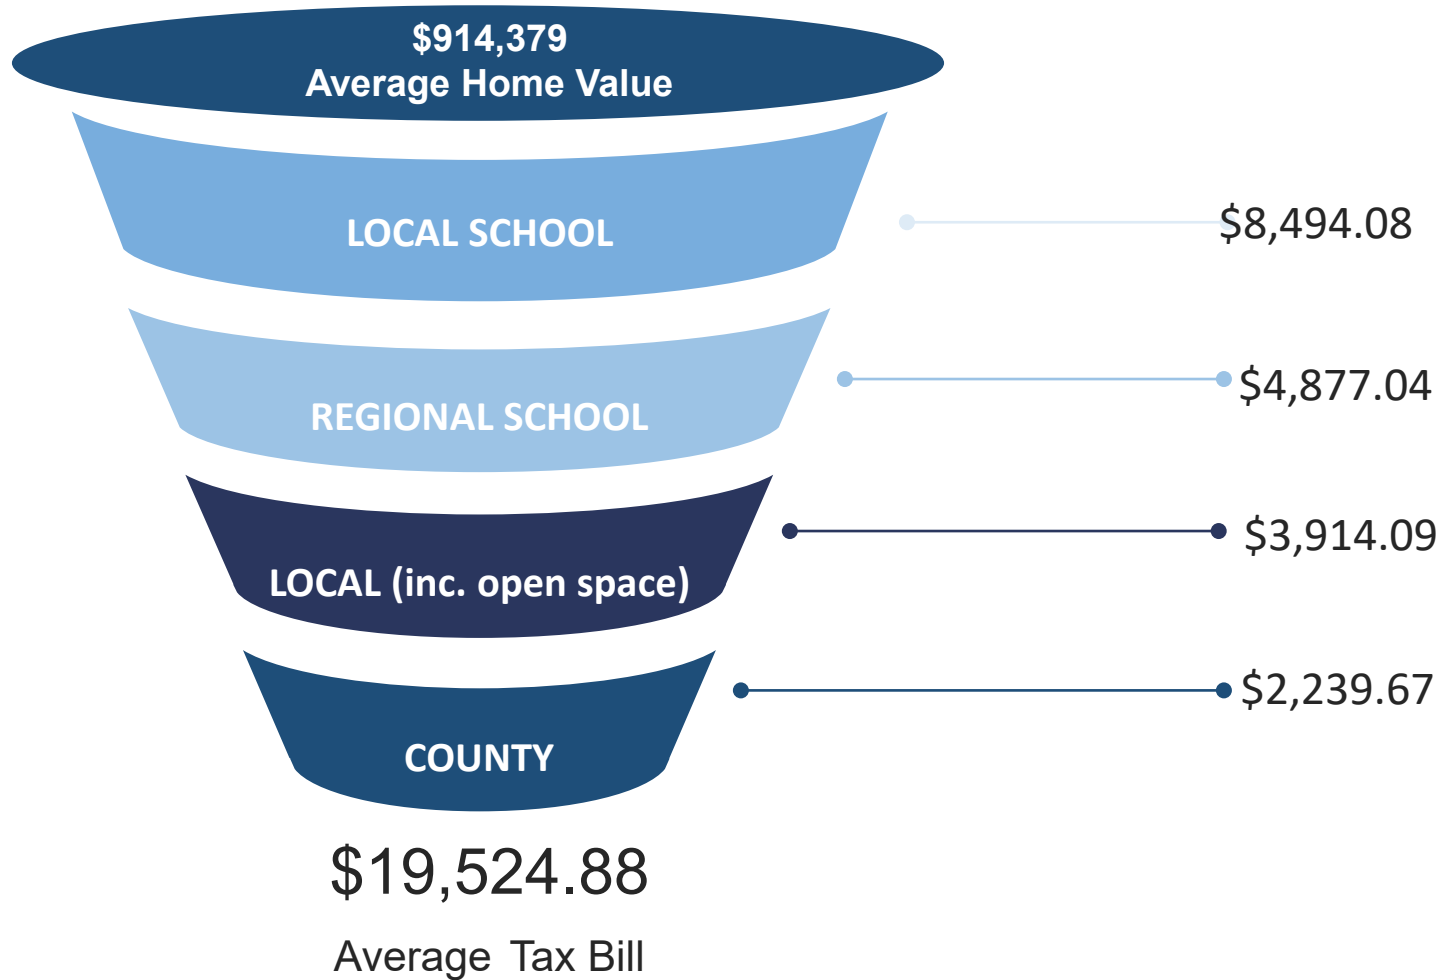 $914,379
Average Home Value
LOCAL SCHOOL
$8,494.08
REGIONAL SCHOOL
$4,877.04
LOCAL (inc. open space)
$3,914.09
COUNTY
$2,239.67
$19,524.88
Average Tax Bill